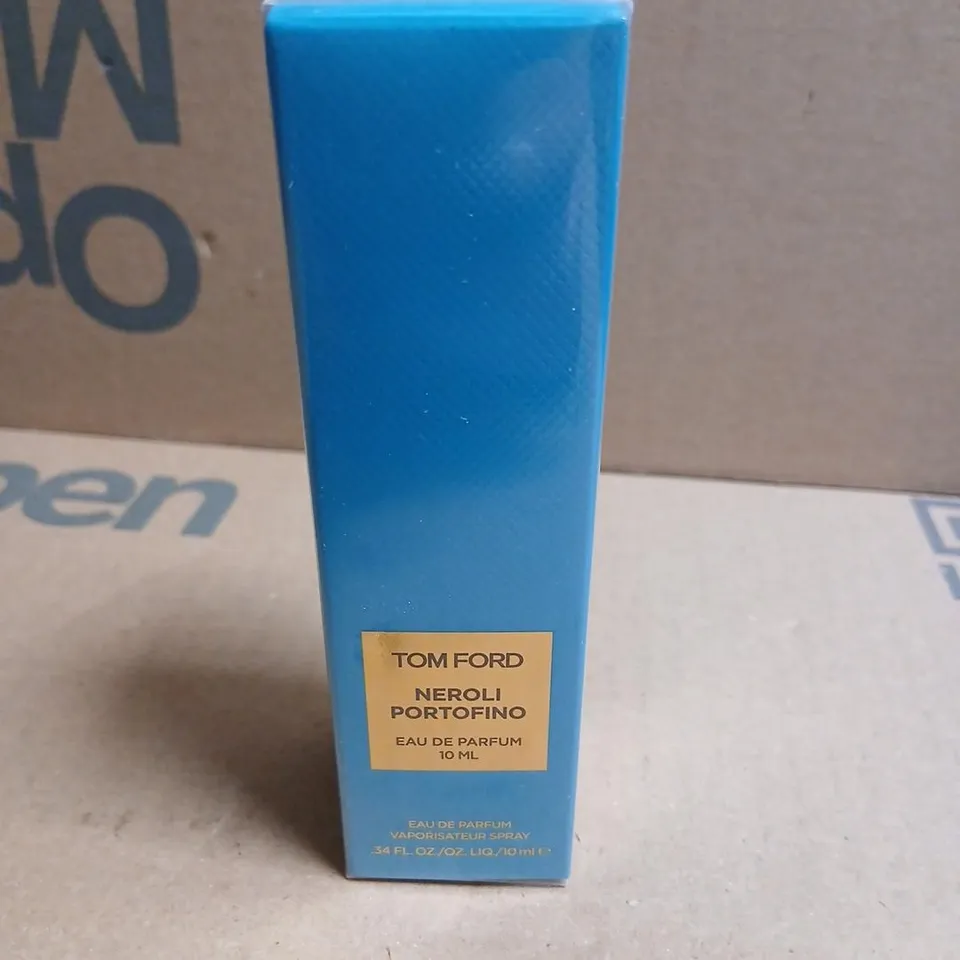 TOM FORD
NEROLI
PORTOFINO
EAU DE PARFUM
10 ML
EAU DE PARFUM
VAPORISATEUR SPRAY
.34 FL. OZ./OZ. LIQ./10 ml e